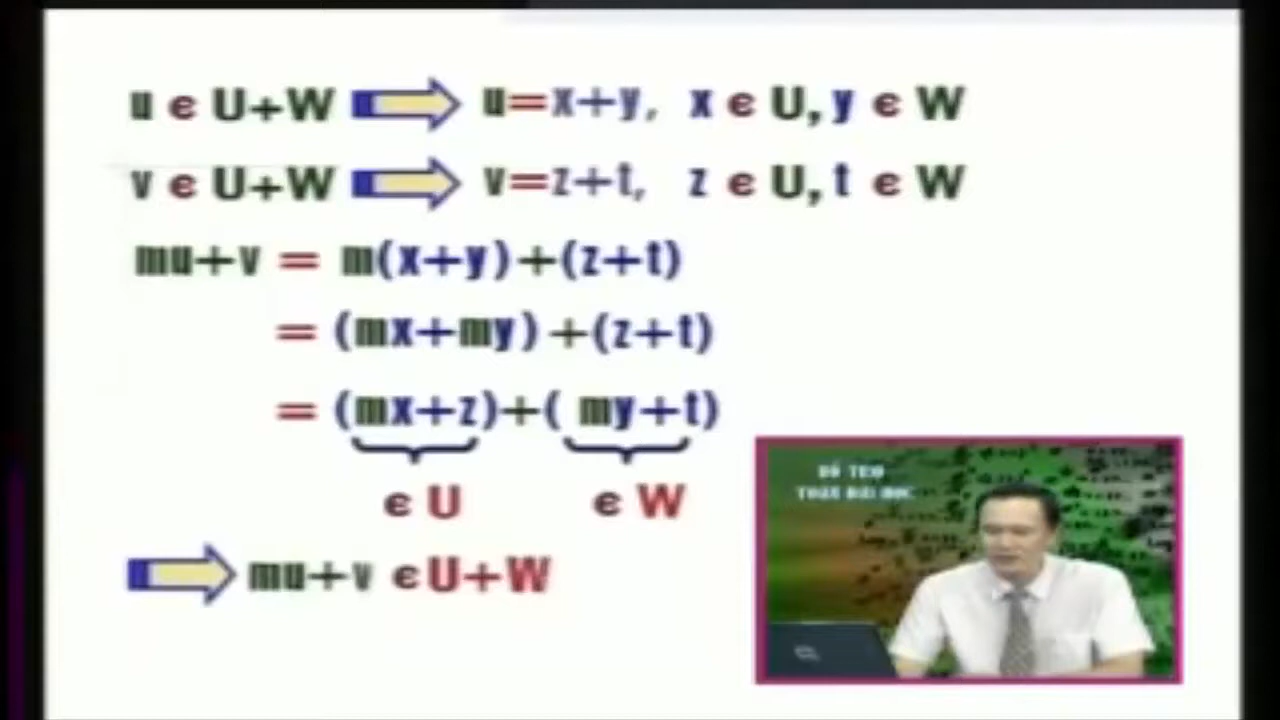 u ϵ U+W ⇨ u=x+y, x ϵ U, y ϵ W
v ϵ U+W ⇨ v=z+t, z ϵ U, t ϵ W
mu+v = m(x+y)+(z+t)
= (mx+my)+(z+t)
= (mx+z)+( my+t)
ϵ U ϵ W
⇨ mu+v ϵ U+W